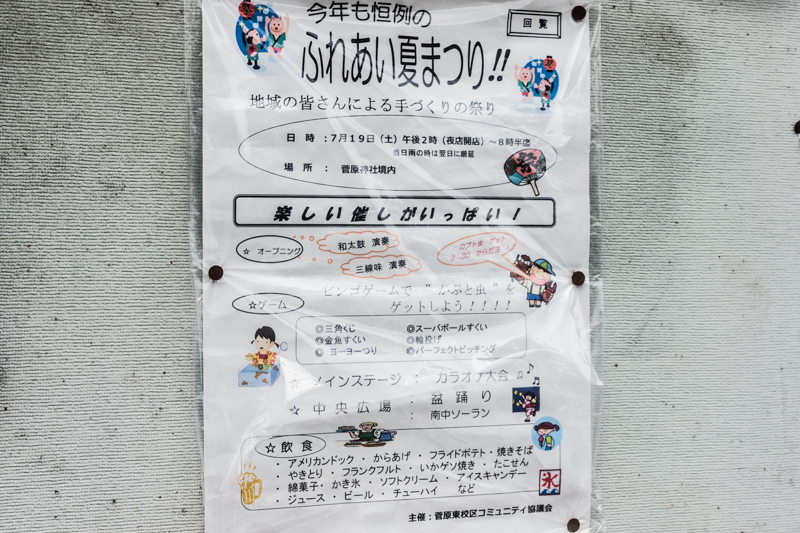 今年も恒例の
回覧
ふれあい夏まつり!!
地域の皆さんによる手づくりの祭り
日時:7月19日(土)午後2時(夜店開店)~8時半迄
当日雨の時は翌日に順延
場所: 菅原神社境内
祭
楽しい催しがいっぱい!
☆ オープニング
和太鼓 演奏
三線味 演奏
カブト虫 ゲット
☆ゲーム
ビンゴゲームで "かぶと虫"を
ゲットしよう!!!!
◎三角くじ ◎スーパボールすくい
◎金魚すくい ◎輪投げ
◎ ヨーヨーつり ◎パーフェクトピッチング
☆ メインステージ : カラオケ大会♫♪
☆ 中央広場 : 盆踊り
: 南中ソーラン
☆ 飲食
・アメリカンドック・からあげ・フライドポテト・焼きそば
・やきとり・フランクフルト・いかゲソ焼き・たこせん
・綿菓子・かき氷・ソフトクリーム・アイスキャンデー
・ジュース・ビール・チューハイ など
氷
主催:菅原東校区コミュニティ協議会